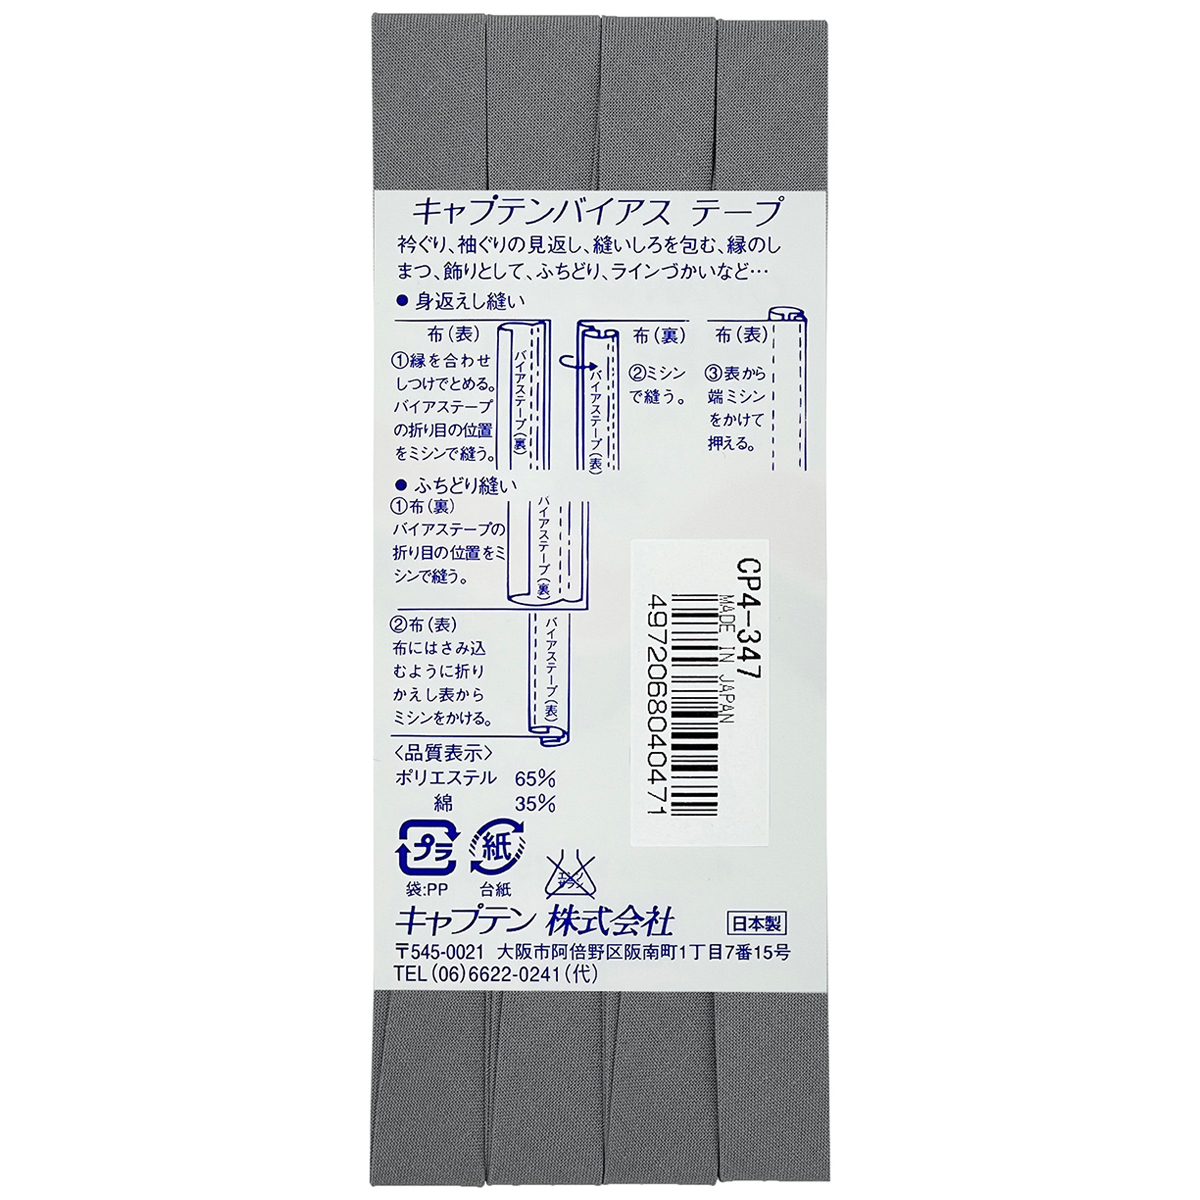 キャプテンバイアス テープ
衿ぐり、袖ぐりの見返し、縫いしろを包む、縁のし
まつ、飾りとして、ふちどり、ラインづかいなど…
● 身返えし縫い
布(表)
①縁を合わせ
しつけでとめる。
バイアステープ
の折り目の位置
をミシンで縫う。
バイアステープ(裏)
バイアステープ(表)
布(裏)
②ミシン
で縫う。
布(表)
③表から
端ミシン
をかけて
押える。
● ふちどり縫い
①布(裏)
バイアステープの
折り目の位置をミ
シンで縫う。
バイアステープ(裏)
②布(表)
布にはさみ込
むように折り
かえし表から
ミシンをかける。
バイアステープ(表)
〈品質表示〉
ポリエステル 65%
綿 35%
プラ
袋:PP
紙
台紙
エンソ
サラシ
キャプテン 株式会社
日本製
〒545-0021 大阪市阿倍野区阪南町1丁目7番15号
TEL(06)6622-0241(代)
CP4-347
MADE IN JAPAN
4972068040471